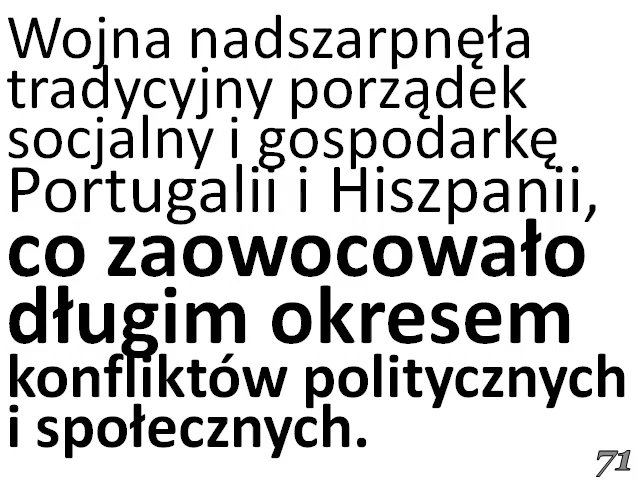 Wojna nadszarpnęła
tradycyjny porządek
socjalny i gospodarkę
Portugalii i Hiszpanii,
co zaowocowało
długim okresem
konfliktów politycznych
i społecznych.
71